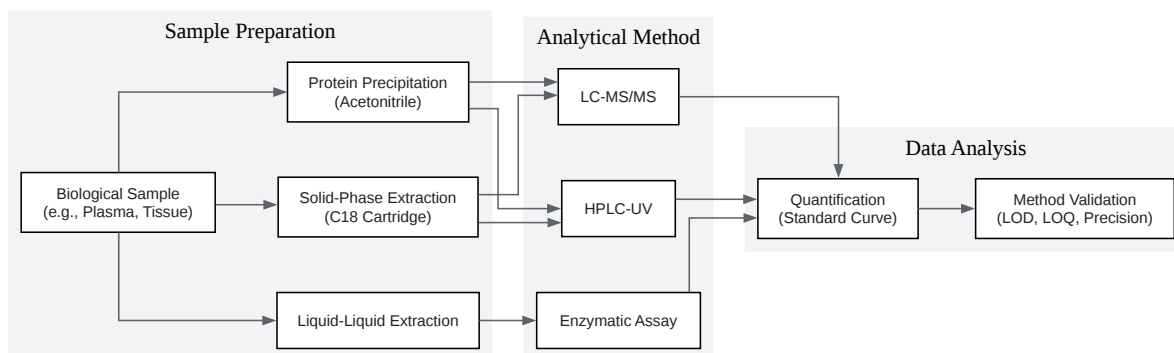 Sample Preparation
Analytical Method
Protein Precipitation
(Acetonitrile)
LC-MS/MS
Data Analysis
Biological Sample
(e.g., Plasma, Tissue)
Solid-Phase Extraction
(C18 Cartridge)
HPLC-UV
Quantification
(Standard Curve)
Method Validation
(LOD, LOQ, Precision)
Liquid-Liquid Extraction
Enzymatic Assay